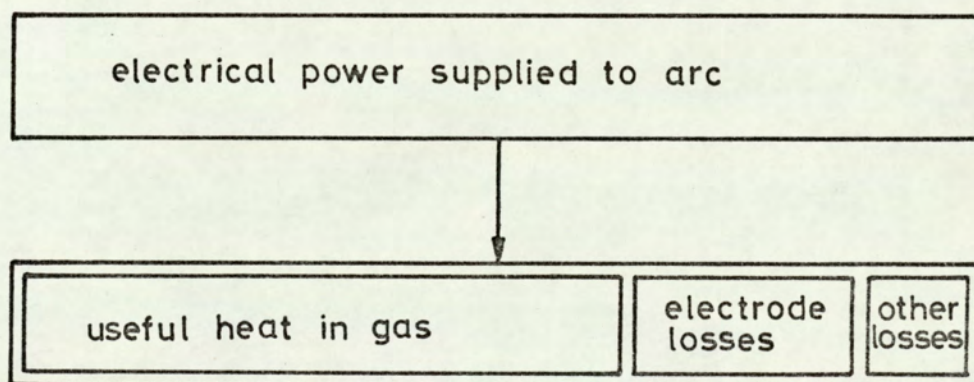 electrical power supplied to arc
useful heat in gas
electrode
losses
other
losses